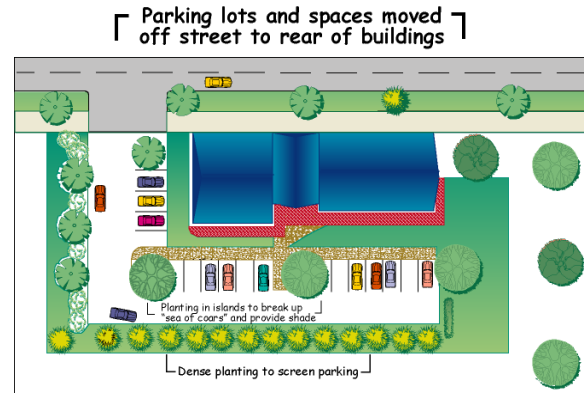 Parking lots and spaces moved
off street to rear of buildings
Planting in islands to break up
"sea of coars" and provide shade
Dense planting to screen parking